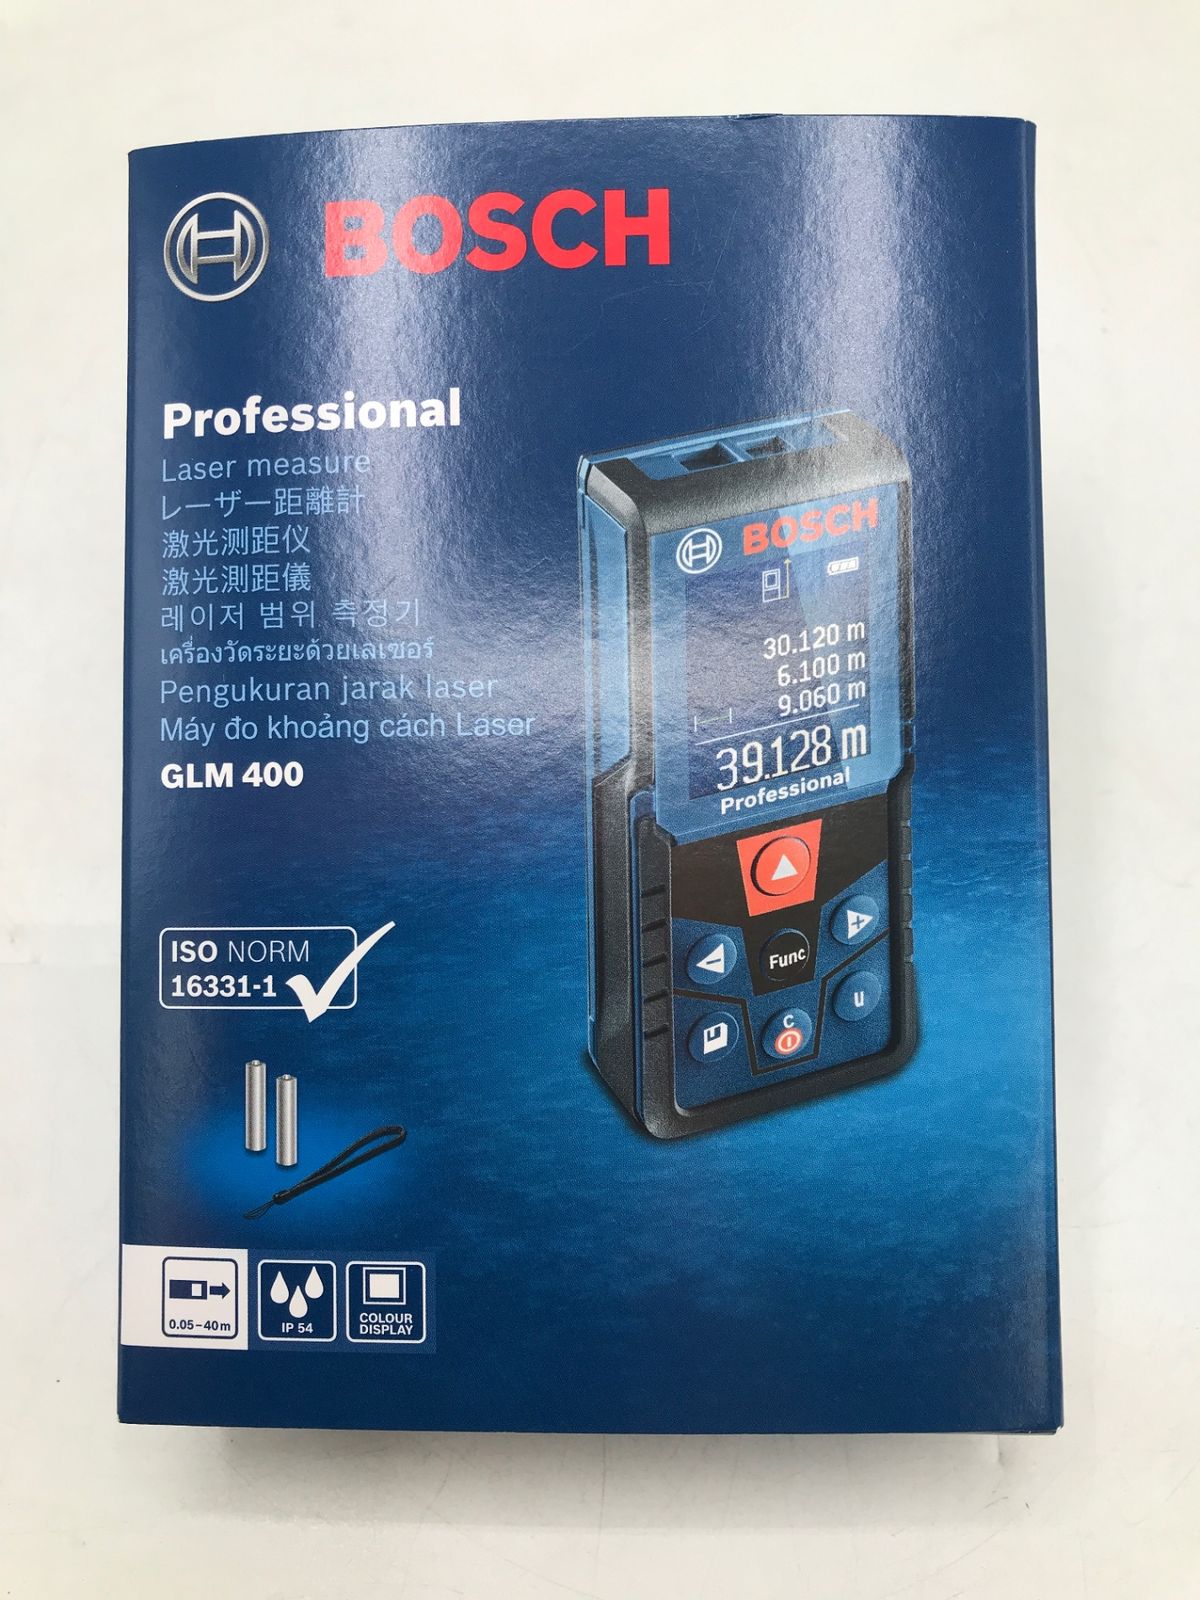 BOSCH
Professional
Laser measure
レーザー距離計
激光测距仪
激光測距儀
레이저 범위 측정기
เครื่องวัดระยะด้วยเลเซอร์
Pengukuran jarak laser
Máy đo khoảng cách Laser
GLM 400
BOSCH
30.120 m
6.100 m
9.060 m
39.128 m
Professional
Func
u
C
ISO NORM
16331-1
0.05–40m
IP 54
COLOUR
DISPLAY